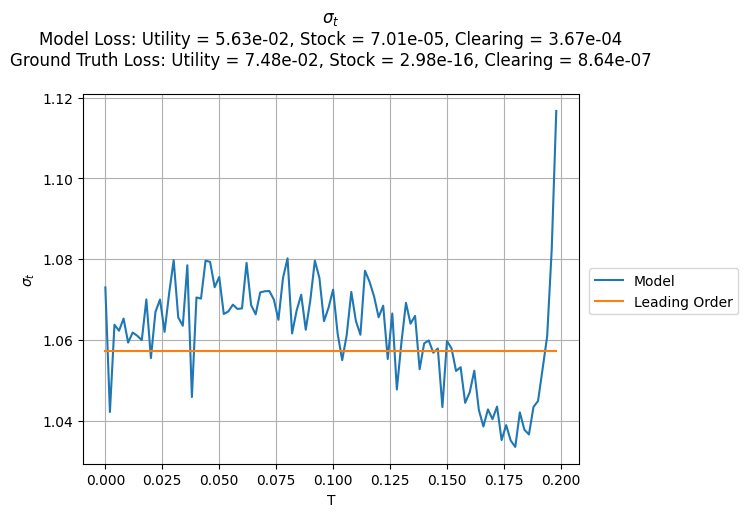 σ_t
Model Loss: Utility = 5.63e-02, Stock = 7.01e-05, Clearing = 3.67e-04
Ground Truth Loss: Utility = 7.48e-02, Stock = 2.98e-16, Clearing = 8.64e-07
1.12
1.10
1.08
1.06
1.04
σ_t
0.000 0.025 0.050 0.075 0.100 0.125 0.150 0.175 0.200
T
Model
Leading Order